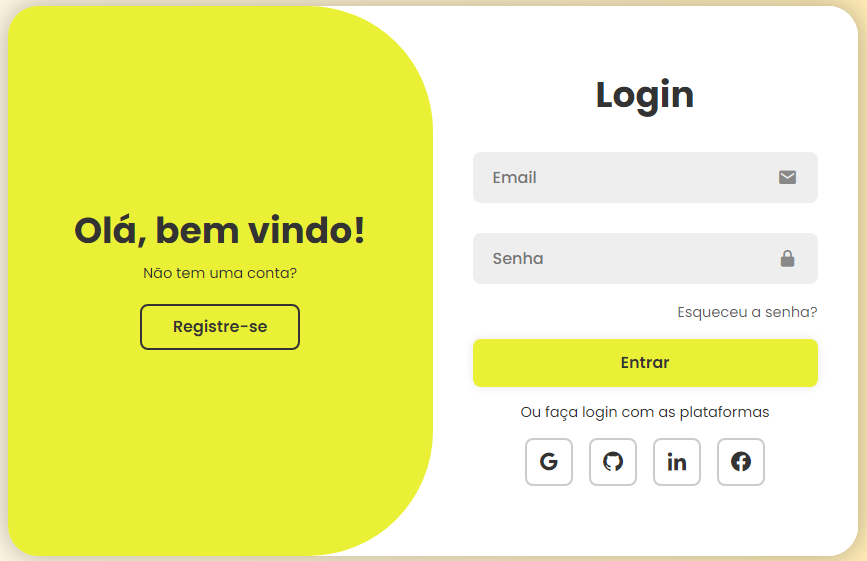 Olá, bem vindo!
Não tem uma conta?
Registre-se
Login
Email
Senha
Esqueceu a senha?
Entrar
Ou faça login com as plataformas